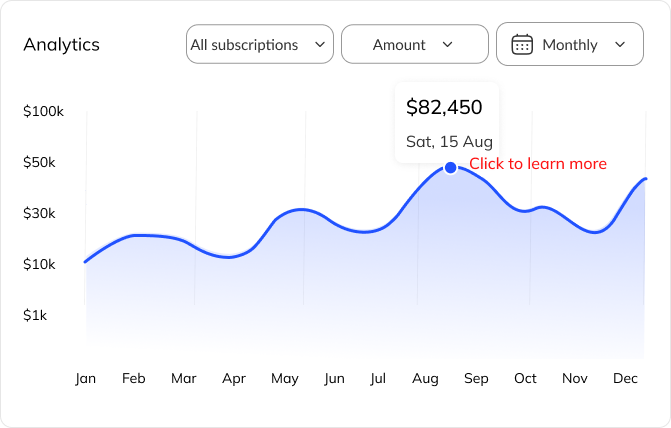 Analytics
All subscriptions
Amount
Monthly
$100k
$82,450
Sat, 15 Aug
$50k
Click to learn more
$30k
$10k
$1k
Jan Feb Mar Apr May Jun Jul Aug Sep Oct Nov Dec